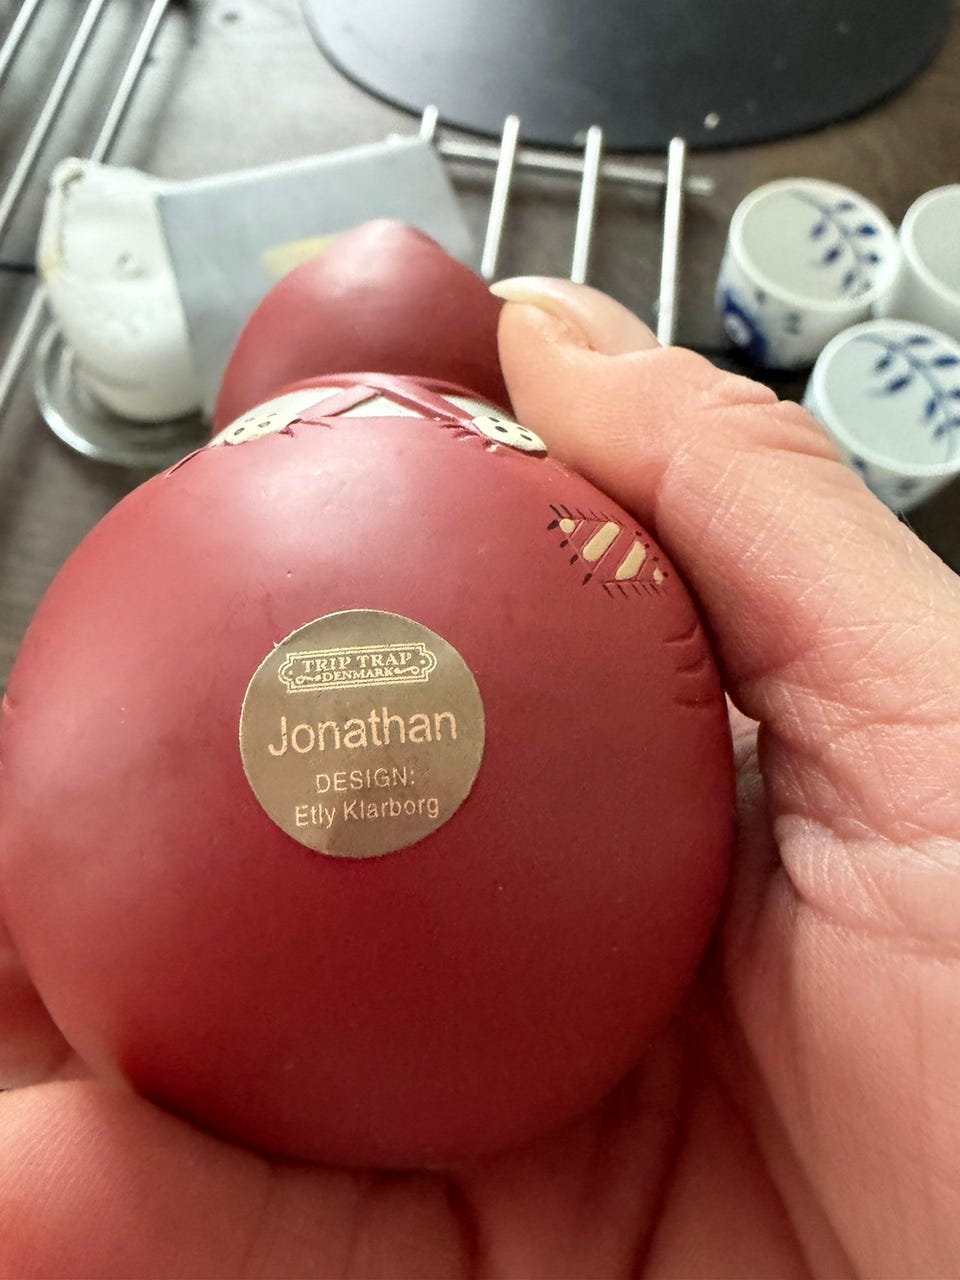 TRIP TRAP
DENMARK
Jonathan
DESIGN:
Etly Klarborg